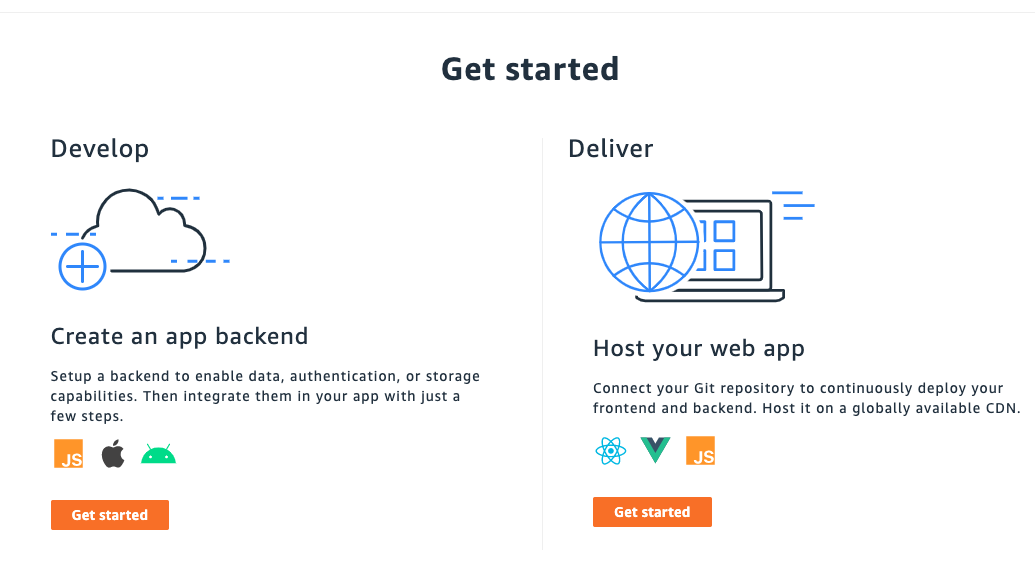 Get started
Develop
Create an app backend
Setup a backend to enable data, authentication, or storage
capabilities. Then integrate them in your app with just a
few steps.
JS
Get started
Deliver
Host your web app
Connect your Git repository to continuously deploy your
frontend and backend. Host it on a globally available CDN.
JS
Get started